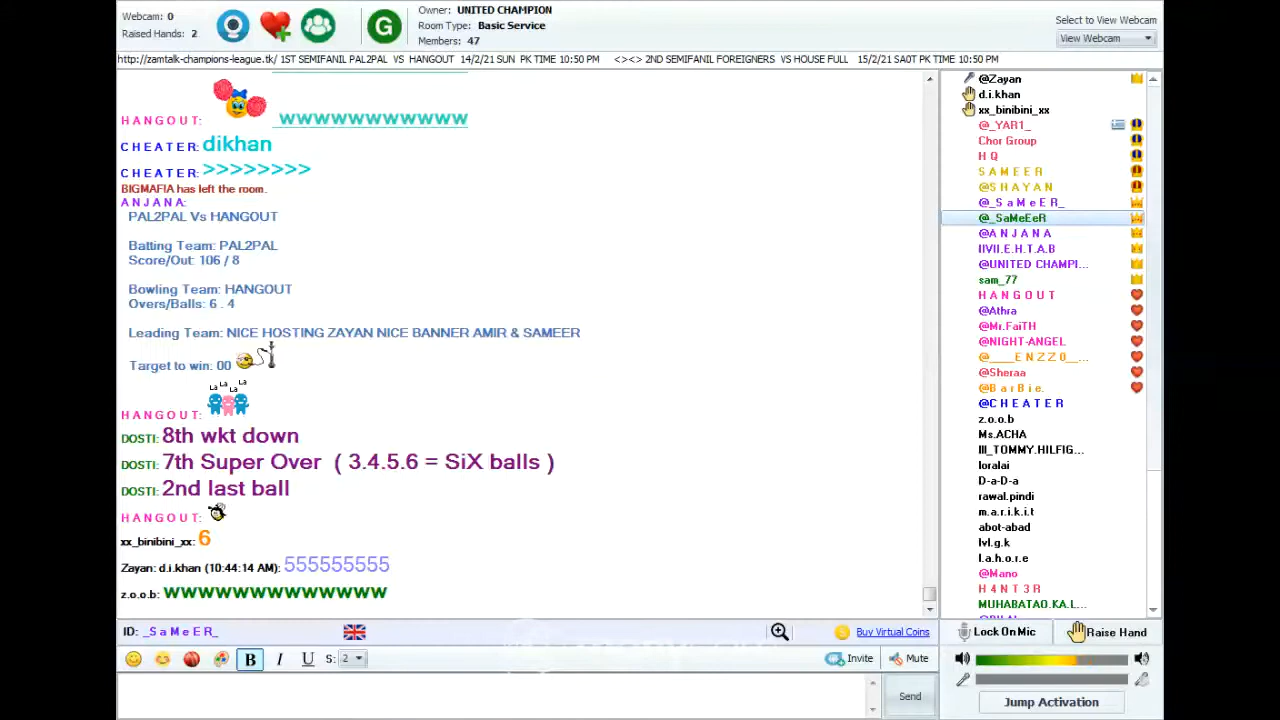 Webcam: 0
Raised Hands: 2
G
Owner: UNITED CHAMPION
Room Type: Basic Service
Members: 47
Select to View Webcam
View Webcam
http://zamtalk-champions-league.tk/ 1ST SEMIFANIL PAL2PAL VS HANGOUT 14/2/21 SUN PK TIME 10:50 PM <><> 2ND SEMIFANIL FOREIGNERS VS HOUSE FULL 15/2/21 SA0T PK TIME 10:50 PM
HANGOUT: wwwwwwwwwwww
CHEATER: dikhan
CHEATER: >>>>>>>>
BIGMAFIA has left the room.
ANJANA:
PAL2PAL Vs HANGOUT
Batting Team: PAL2PAL
Score/Out: 106 / 8
Bowling Team: HANGOUT
Overs/Balls: 6 . 4
Leading Team: NICE HOSTING ZAYAN NICE BANNER AMIR & SAMEER
Target to win: 00
La La La La
HANGOUT:
DOSTI: 8th wkt down
DOSTI: 7th Super Over ( 3.4.5.6 = SiX balls )
DOSTI: 2nd last ball
HANGOUT:
xx_binibini_xx: 6
Zayan: d.i.khan (10:44:14 AM): 555555555
z.o.o.b: wwwwwwwwwwwww
@Zayan
d.i.khan
xx_binibini_xx
@_YAR1_
Chor Group
H Q
S A M E E R
@S H A Y A N
@_S a M e E R_
@_SaMeEeR
@A N J A N A
IIVII.E.H.T.A.B
@UNITED CHAMPI...
sam_77
H A N G O U T
@Athra
@Mr.FaiTH
@NIGHT-ANGEL
@____E N Z Z 0__...
@Sheraa
@B a r B i e.
@C H E A T E R
z.o.o.b
Ms.ACHA
III_TOMMY.HILFIG...
loralai
D-a-D-a
rawal.pindi
m.a.r.i.k.i.t
abot-abad
lvl.g.k
l.a.h.o.r.e
@Mano
H 4 N T 3 R
MUHABATAO.KA.L...
ID: _S a M e E R_
Buy Virtual Coins
Lock On Mic
Raise Hand
B I U S: 2
Invite
Mute
Send
Jump Activation